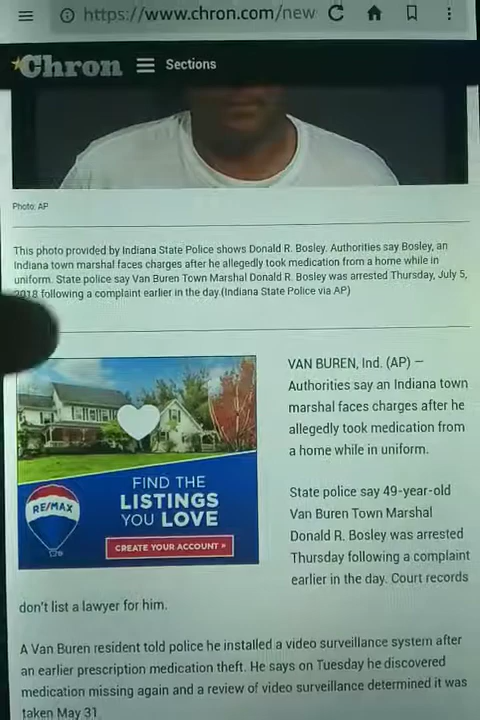 https://www.chron.com/new
Chron
Sections
Photo: AP
This photo provided by Indiana State Police shows Donald R. Bosley. Authorities say Bosley, an
Indiana town marshal faces charges after he allegedly took medication from a home while in
uniform. State police say Van Buren Town Marshal Donald R. Bosley was arrested Thursday, July 5,
2018 following a complaint earlier in the day.(Indiana State Police via AP)
FIND THE
LISTINGS
YOU LOVE
RE/MAX
CREATE YOUR ACCOUNT »
VAN BUREN, Ind. (AP) —
Authorities say an Indiana town
marshal faces charges after he
allegedly took medication from
a home while in uniform.
State police say 49-year-old
Van Buren Town Marshal
Donald R. Bosley was arrested
Thursday following a complaint
earlier in the day. Court records
don't list a lawyer for him.
A Van Buren resident told police he installed a video surveillance system after
an earlier prescription medication theft. He says on Tuesday he discovered
medication missing again and a review of video surveillance determined it was
taken May 31